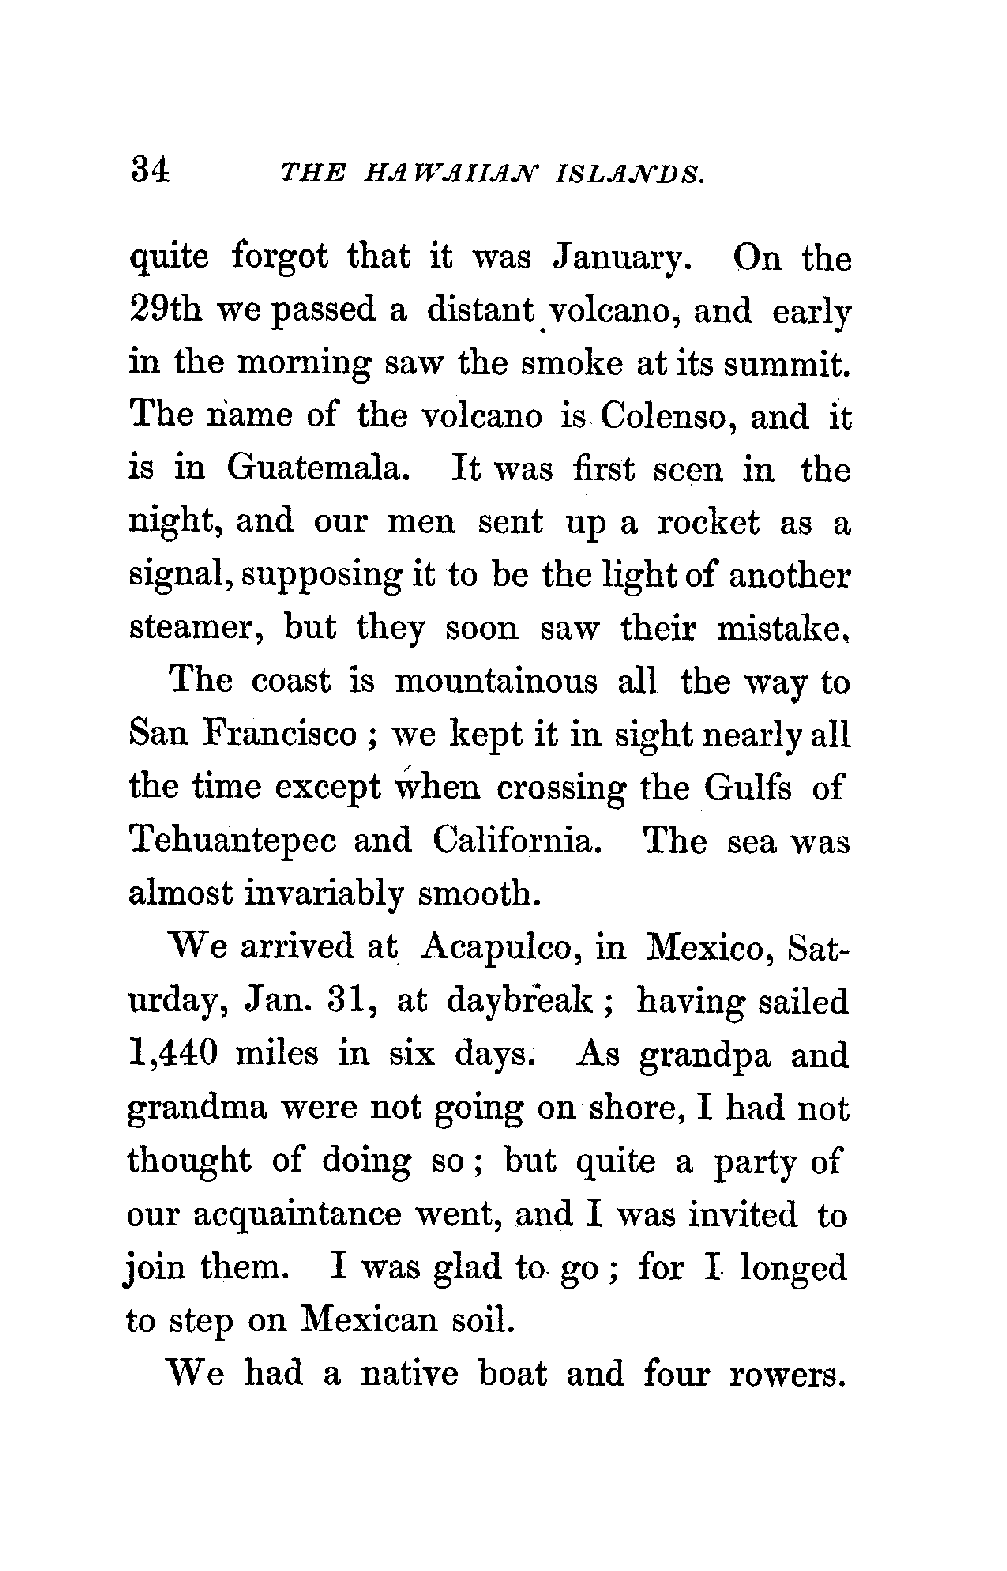 34 THE HAWAIIAN ISLANDS.
quite forgot that it was January. On the
29th we passed a distant volcano, and early
in the morning saw the smoke at its summit.
The name of the volcano is Colenso, and it
is in Guatemala. It was first seen in the
night, and our men sent up a rocket as a
signal, supposing it to be the light of another
steamer, but they soon saw their mistake.
The coast is mountainous all the way to
San Francisco ; we kept it in sight nearly all
the time except when crossing the Gulfs of
Tehuantepec and California. The sea was
almost invariably smooth.
We arrived at Acapulco, in Mexico, Sat-
urday, Jan. 31, at daybreak ; having sailed
1,440 miles in six days. As grandpa and
grandma were not going on shore, I had not
thought of doing so ; but quite a party of
our acquaintance went, and I was invited to
join them. I was glad to go ; for I longed
to step on Mexican soil.
We had a native boat and four rowers.